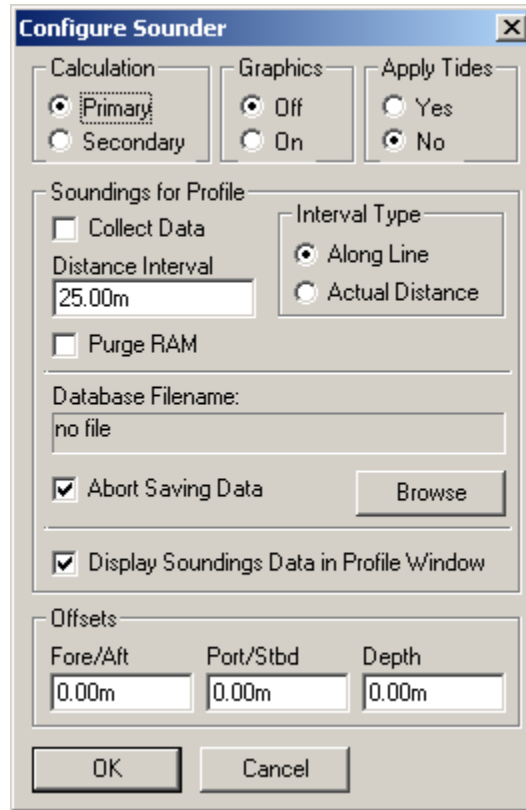 Configure Sounder
Calculation
Primary
Secondary
Graphics
Off
On
Apply Tides
Yes
No
Soundings for Profile
Collect Data
Distance Interval
25.00m
Interval Type
Along Line
Actual Distance
Purge RAM
Database Filename:
no file
Abort Saving Data
Browse
Display Soundings Data in Profile Window
Offsets
Fore/Aft
Port/Stbd
Depth
0.00m
0.00m
0.00m
OK
Cancel